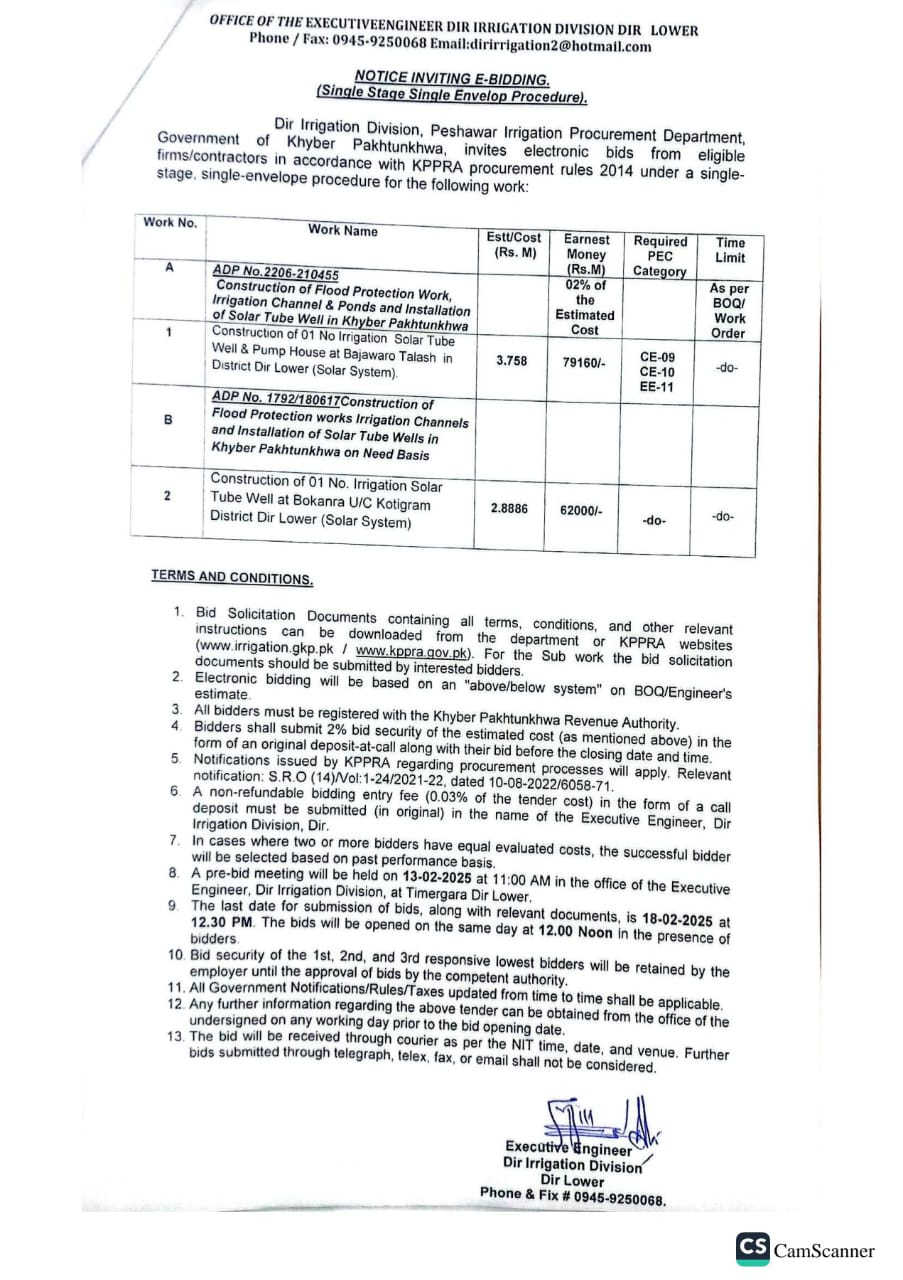 OFFICE OF THE EXECUTIVEENGINEER DIR IRRIGATION DIVISION DIR LOWER
Phone / Fax: 0945-9250068 Email:dirirrigation2@hotmail.com
NOTICE INVITING E-BIDDING.
(Single Stage Single Envelop Procedure).
Dir Irrigation Division, Peshawar Irrigation Procurement Department,
Government of Khyber Pakhtunkhwa, invites electronic bids from eligible
firms/contractors in accordance with KPPRA procurement rules 2014 under a single-
stage, single-envelope procedure for the following work:
Work No. Work Name Estt/Cost (Rs. M) Earnest Money (Rs.M) Required PEC Category Time Limit
A ADP No.2206-210455 02% of the Estimated Cost As per BOQ/ Work Order
Construction of Flood Protection Work,
Irrigation Channel & Ponds and Installation
of Solar Tube Well in Khyber Pakhtunkhwa
1 Construction of 01 No Irrigation Solar Tube
Well & Pump House at Bajawaro Talash in 3.758 79160/- CE-09 CE-10 EE-11 -do-
District Dir Lower (Solar System).
ADP No. 1792/180617Construction of
B Flood Protection works Irrigation Channels
and Installation of Solar Tube Wells in
Khyber Pakhtunkhwa on Need Basis
Construction of 01 No. Irrigation Solar
2 Tube Well at Bokanra U/C Kotigram 2.8886 62000/- -do- -do-
District Dir Lower (Solar System)
TERMS AND CONDITIONS.
1. Bid Solicitation Documents containing all terms, conditions, and other relevant
instructions can be downloaded from the department or KPPRA websites
(www.irrigation.gkp.pk / www.kppra.gov.pk). For the Sub work the bid solicitation
documents should be submitted by interested bidders.
2. Electronic bidding will be based on an "above/below system" on BOQ/Engineer's
estimate.
3. All bidders must be registered with the Khyber Pakhtunkhwa Revenue Authority.
4. Bidders shall submit 2% bid security of the estimated cost (as mentioned above) in the
form of an original deposit-at-call along with their bid before the closing date and time.
5. Notifications issued by KPPRA regarding procurement processes will apply. Relevant
notification: S.R.O (14)/Vol:1-24/2021-22, dated 10-08-2022/6058-71.
6. A non-refundable bidding entry fee (0.03% of the tender cost) in the form of a call
deposit must be submitted (in original) in the name of the Executive Engineer, Dir
Irrigation Division, Dir.
7. In cases where two or more bidders have equal evaluated costs, the successful bidder
will be selected based on past performance basis.
8. A pre-bid meeting will be held on 13-02-2025 at 11:00 AM in the office of the Executive
Engineer, Dir Irrigation Division, at Timergara Dir Lower.
9. The last date for submission of bids, along with relevant documents, is 18-02-2025 at
12.30 PM. The bids will be opened on the same day at 12.00 Noon in the presence of
bidders.
10. Bid security of the 1st, 2nd, and 3rd responsive lowest bidders will be retained by the
employer until the approval of bids by the competent authority.
11. All Government Notifications/Rules/Taxes updated from time to time shall be applicable.
12. Any further information regarding the above tender can be obtained from the office of the
undersigned on any working day prior to the bid opening date.
13. The bid will be received through courier as per the NIT time, date, and venue. Further
bids submitted through telegraph, telex, fax, or email shall not be considered.
Executive Engineer
Dir Irrigation Division
Dir Lower
Phone & Fix # 0945-9250068.
CS CamScanner